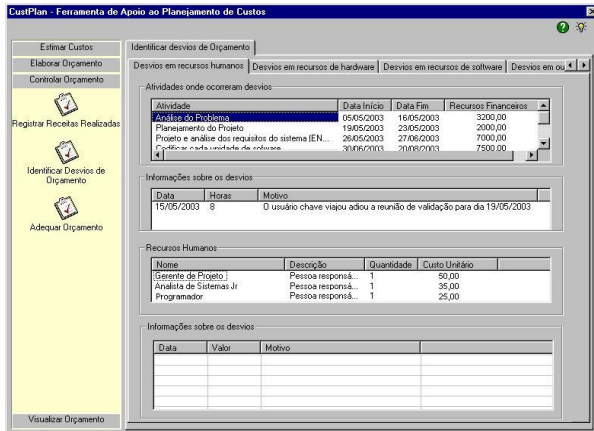 CustPlan - Ferramenta de Apoio ao Planejamento de Custos
Estimar Custos
Elaborar Orçamento
Controlar Orçamento
Registrar Receitas Realizadas
Identificar Desvios de
Orçamento
Adequar Orçamento
Visualizar Orçamento
Identificar desvios de Orçamento
Desvios em recursos humanos Desvios em recursos de hardware Desvios em recursos de software Desvios em ou
Atividades onde ocorreram desvios
Atividade Data Início Data Fim Recursos Financeiros
Análise do Problema 05/05/2003 16/05/2003 3200,00
Planejamento do Projeto 19/05/2003 23/05/2003 2000,00
Projeto e análise dos requisitos do sistema (EN... 26/05/2003 27/06/2003 7000,00
Codificar cada unidade de sotware 30/06/2003 20/08/2003 7500,00
Informações sobre os desvios
Data Horas Motivo
15/05/2003 8 O usuário chave viajou adiou a reunião de validação para dia 19/05/2003
Recursos Humanos
Nome Descrição Quantidade Custo Unitário
Gerente de Projeto Pessoa responsá... 1 50,00
Analista de Sistemas Jr Pessoa responsá... 1 35,00
Programador Pessoa responsá... 1 25,00
Informações sobre os desvios
Data Valor Motivo